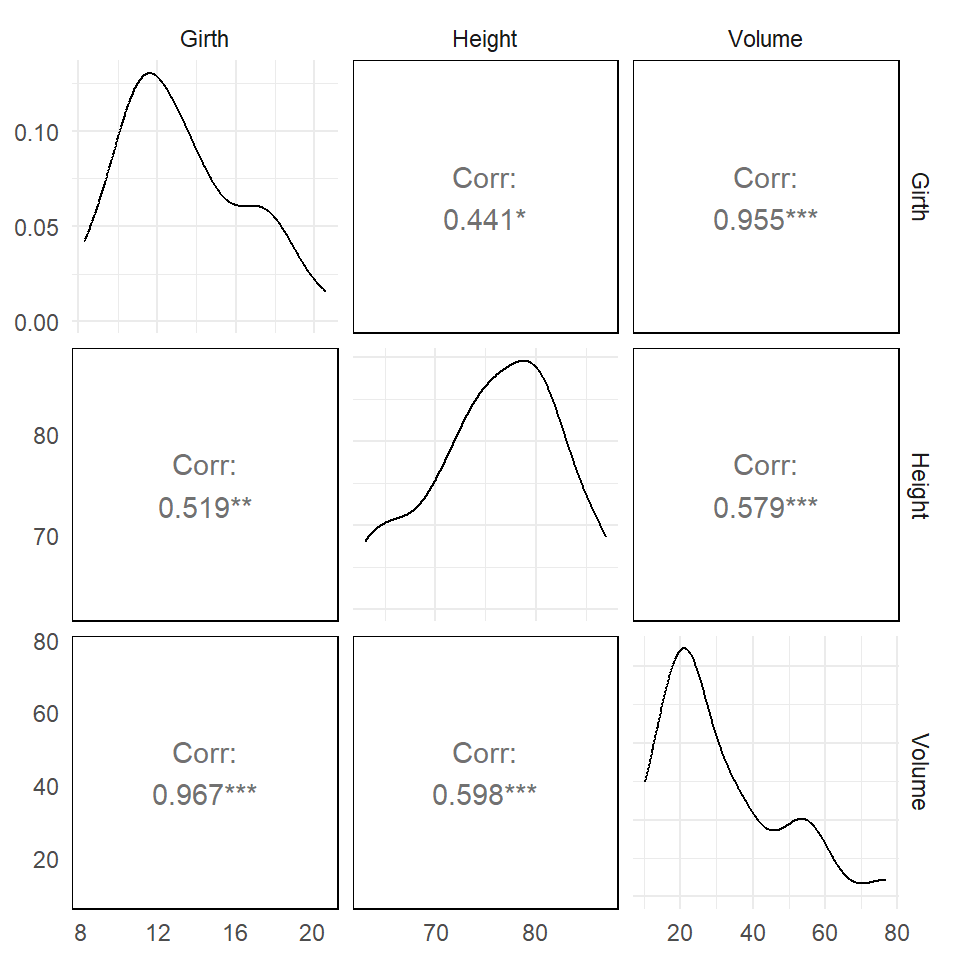 Girth
Height
Volume
0.10
0.05
0.00
Corr:
0.441*
Corr:
0.955***
Girth
80
70
Corr:
0.519**
Corr:
0.579***
Height
80
60
40
20
Corr:
0.967***
Corr:
0.598***
Volume
8 12 16 20
70 80
20 40 60 80